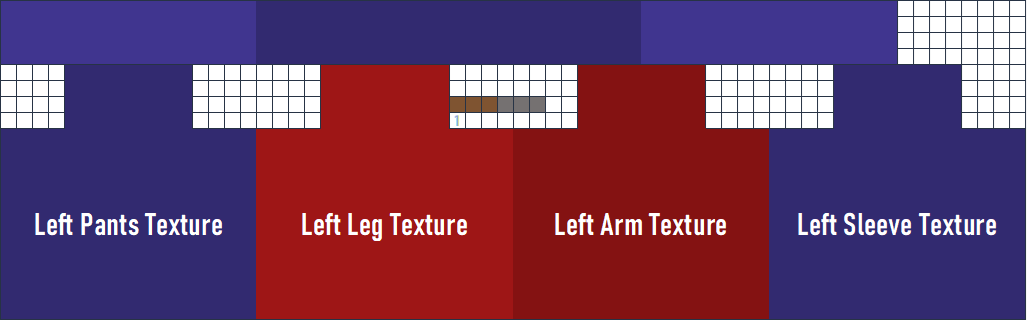 1
Left Pants Texture
Left Leg Texture
Left Arm Texture
Left Sleeve Texture